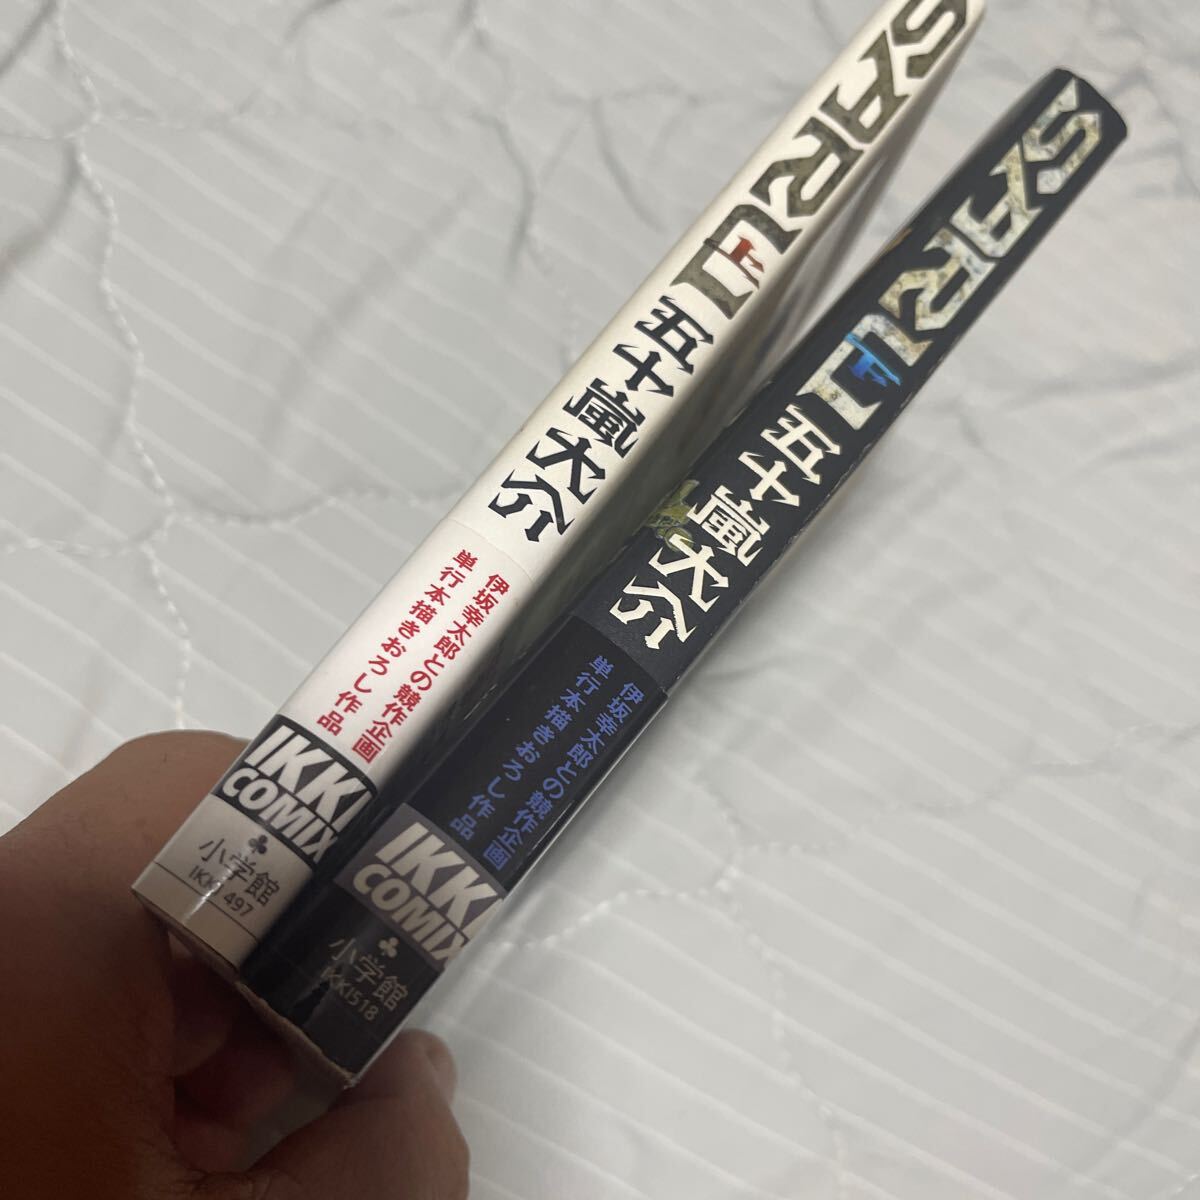 SARU
上
五十嵐大介
伊坂幸太郎との競作企画
単行本描きおろし作品
IKKI
COMIX
小学館
IKKI 497
SARU
下
五十嵐大介
伊坂幸太郎との競作企画
単行本描きおろし作品
IKKI
COMIX
小学館
IKKI518